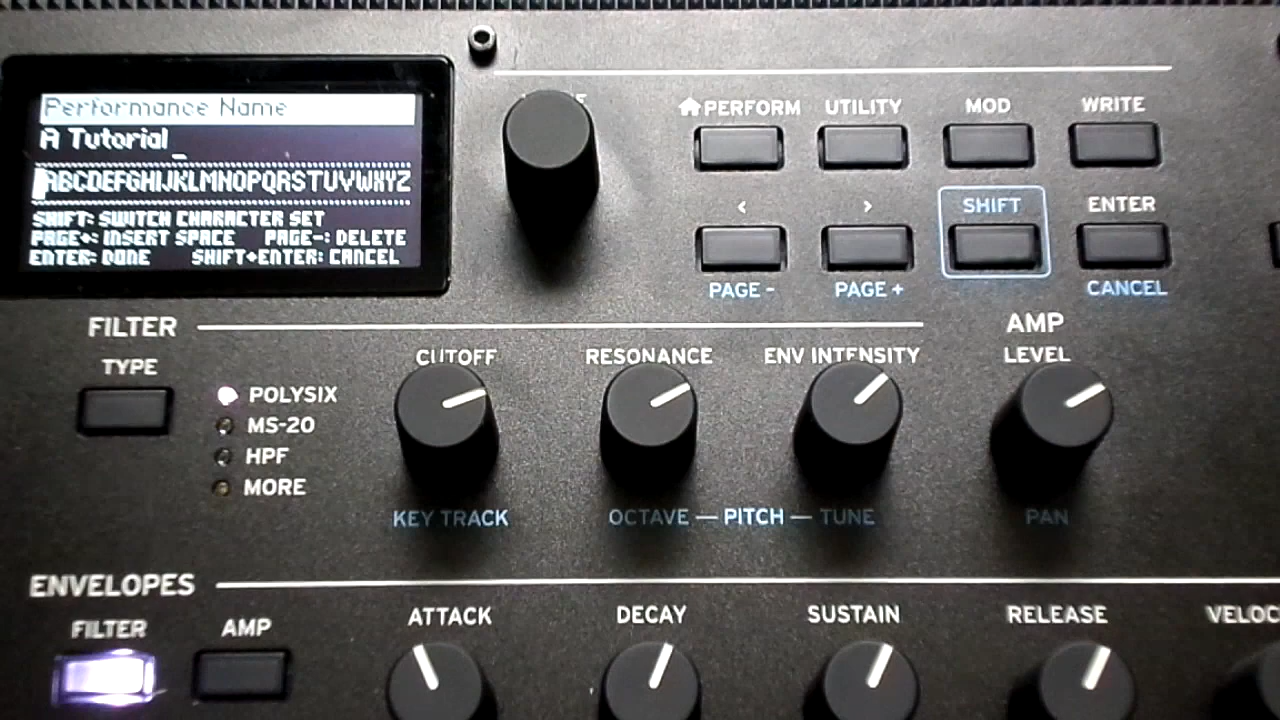 Performance Name
A Tutorial
ABCDEFGHIJKLMNOPQRSTUVWXYZ
SHIFT: SWITCH CHARACTER SET
PAGE+: INSERT SPACE PAGE-: DELETE
ENTER: DONE SHIFT+ENTER: CANCEL
PERFORM UTILITY MOD WRITE
< > SHIFT ENTER
PAGE - PAGE + CANCEL
FILTER AMP
TYPE CUTOFF RESONANCE ENV INTENSITY LEVEL
POLYSIX
MS-20
HPF
MORE
KEY TRACK OCTAVE — PITCH — TUNE PAN
ENVELOPES
FILTER AMP ATTACK DECAY SUSTAIN RELEASE